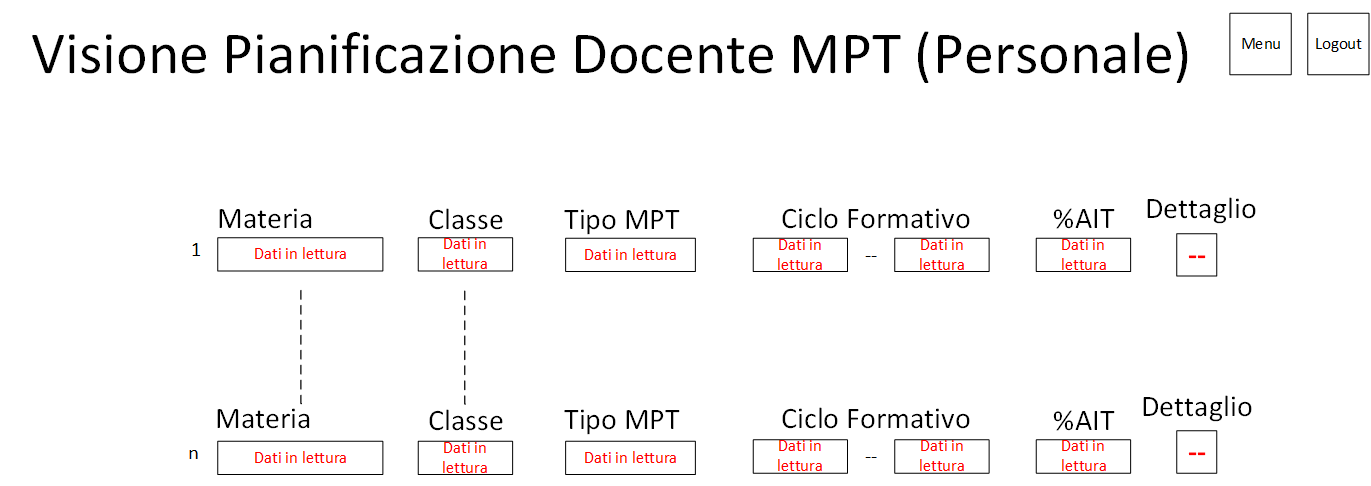 Visione Pianificazione Docente MPT (Personale)
Menu
Logout
Materia
Classe
Tipo MPT
Ciclo Formativo
%AIT
Dettaglio
1
Dati in lettura
Dati in
lettura
Dati in lettura
Dati in
lettura
--
Dati in
lettura
Dati in
lettura
--
Materia
Classe
Tipo MPT
Ciclo Formativo
%AIT
Dettaglio
n
Dati in lettura
Dati in
lettura
Dati in lettura
Dati in
lettura
--
Dati in
lettura
Dati in
lettura
--